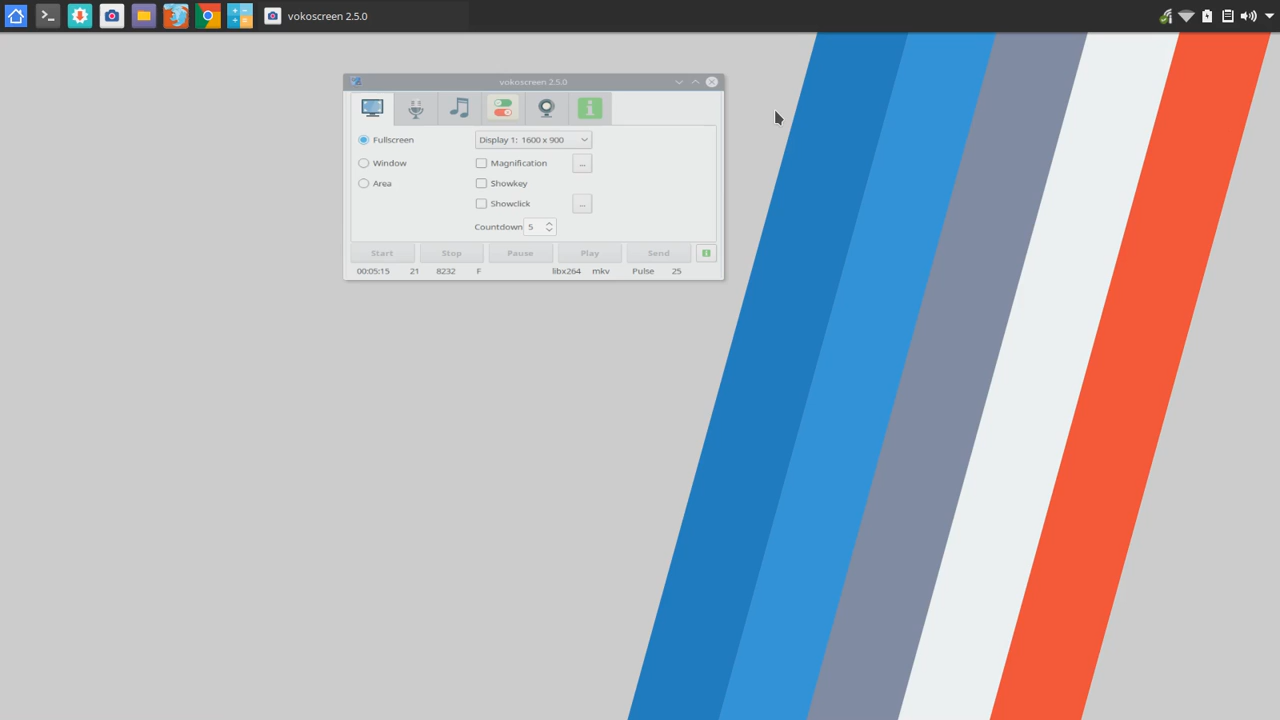 vokoscreen 2.5.0
vokoscreen 2.5.0
Fullscreen
Display 1: 1600 x 900
Window
Magnification
...
Area
Showkey
Showclick
...
Countdown 5
Start Stop Pause Play Send
00:05:15 21 8232 F libx264 mkv Pulse 25